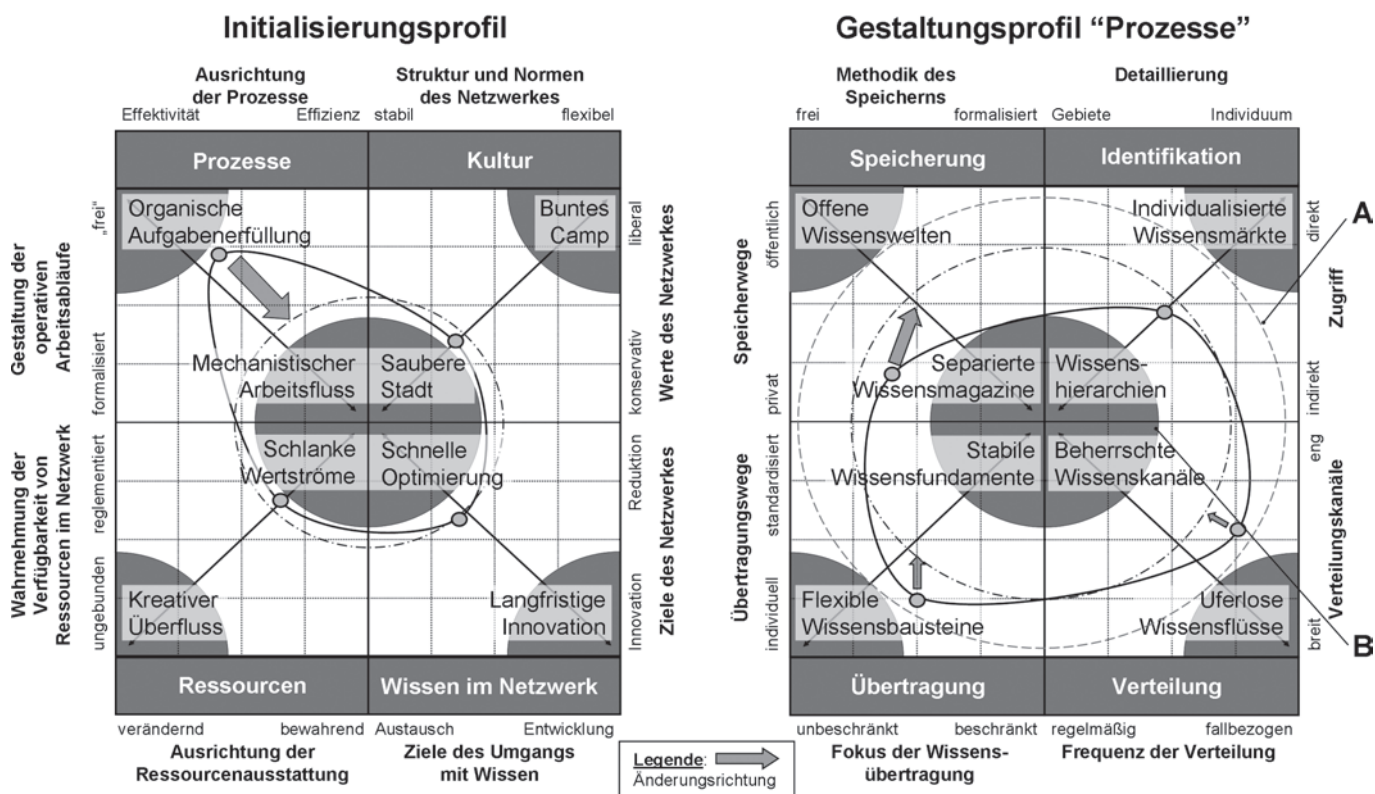 Initialisierungsprofil
Ausrichtung
der Prozesse
Struktur und Normen
des Netzwerkes
Effektivität
Effizienz
stabil
flexibel
Prozesse
Kultur
Gestaltung der
operativen
Arbeitsabläufe
„frei“
formalisiert
Organische
Aufgabenerfüllung
Buntes
Camp
liberal
konservativ
Werte des Netzwerkes
Mechanistischer
Arbeitsfluss
Saubere
Stadt
Wahrnehmung der
Verfügbarkeit von
Ressourcen im Netzwerk
reglementiert
ungebunden
Schlanke
Wertströme
Schnelle
Optimierung
Reduktion
Innovation
Ziele des Netzwerkes
Kreativer
Überfluss
Langfristige
Innovation
Ressourcen
Wissen im Netzwerk
verändernd
bewahrend
Austausch
Entwicklung
Ausrichtung der
Ressourcenausstattung
Ziele des Umgangs
mit Wissen
Legende:
Änderungsrichtung
Gestaltungsprofil “Prozesse”
Methodik des
Speicherns
Detaillierung
frei
formalisiert
Gebiete
Individuum
Speicherung
Identifikation
Speicherwege
öffentlich
privat
Offene
Wissenswelten
Individualisierte
Wissensmärkte
direkt
indirekt
Zugriff
A
Separierte
Wissensmagazine
Wissens-
hierarchien
Übertragungswege
standardisiert
individuell
Stabile
Wissensfundamente
Beherrschte
Wissenskanäle
eng
breit
Verteilungskanäle
Flexible
Wissensbausteine
Uferlose
Wissensflüsse
B
Übertragung
Verteilung
unbeschränkt
beschränkt
regelmäßig
fallbezogen
Fokus der Wissens-
übertragung
Frequenz der Verteilung